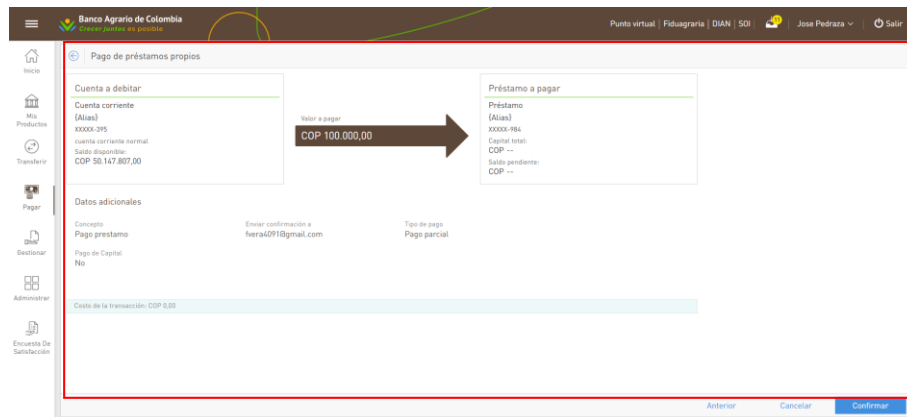 Banco Agrario de Colombia
Crecer juntos es posible
Punto virtual | Fiduagraria | DIAN | SOI |
Jose Pedraza
Salir
Inicio
Mis
Productos
Transferir
Pagar
Gestionar
Administrar
Encuesta De
Satisfacción
Pago de préstamos propios
Cuenta a debitar
Cuenta corriente
{Alias}
XXXXX-395
cuenta corriente normal
Saldo disponible:
COP 50.147.807,00
Valor a pagar
COP 100.000,00
Préstamo a pagar
Préstamo
{Alias}
XXXXX-984
Capital total:
COP --
Saldo pendiente:
COP --
Datos adicionales
Concepto
Pago prestamo
Enviar confirmación a
fvera4091@gmail.com
Tipo de pago
Pago parcial
Pago de Capital
No
Costo de la transacción: COP 0,00
Anterior
Cancelar
Confirmar